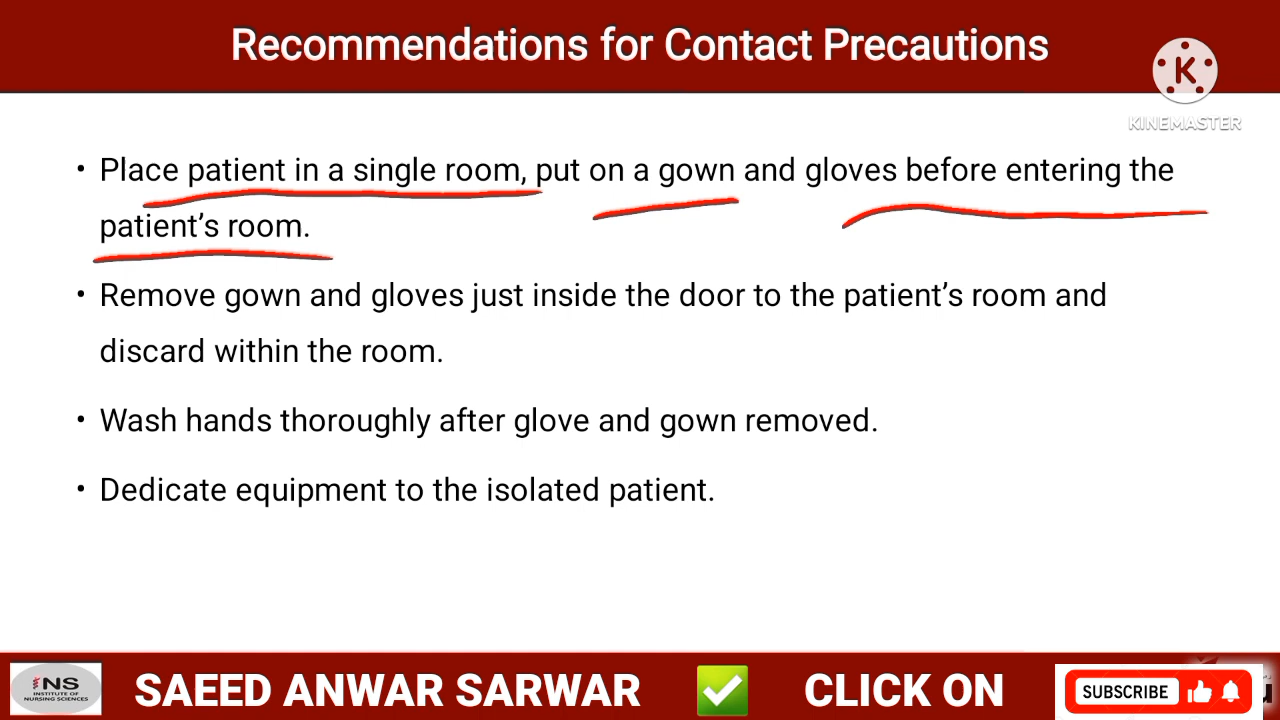 Recommendations for Contact Precautions
K
KINEMASTER
• Place patient in a single room, put on a gown and gloves before entering the
patient’s room.
• Remove gown and gloves just inside the door to the patient’s room and
discard within the room.
• Wash hands thoroughly after glove and gown removed.
• Dedicate equipment to the isolated patient.
INS
INSTITUTE OF
NURSING SCIENCES
SAEED ANWAR SARWAR
CLICK ON
SUBSCRIBE